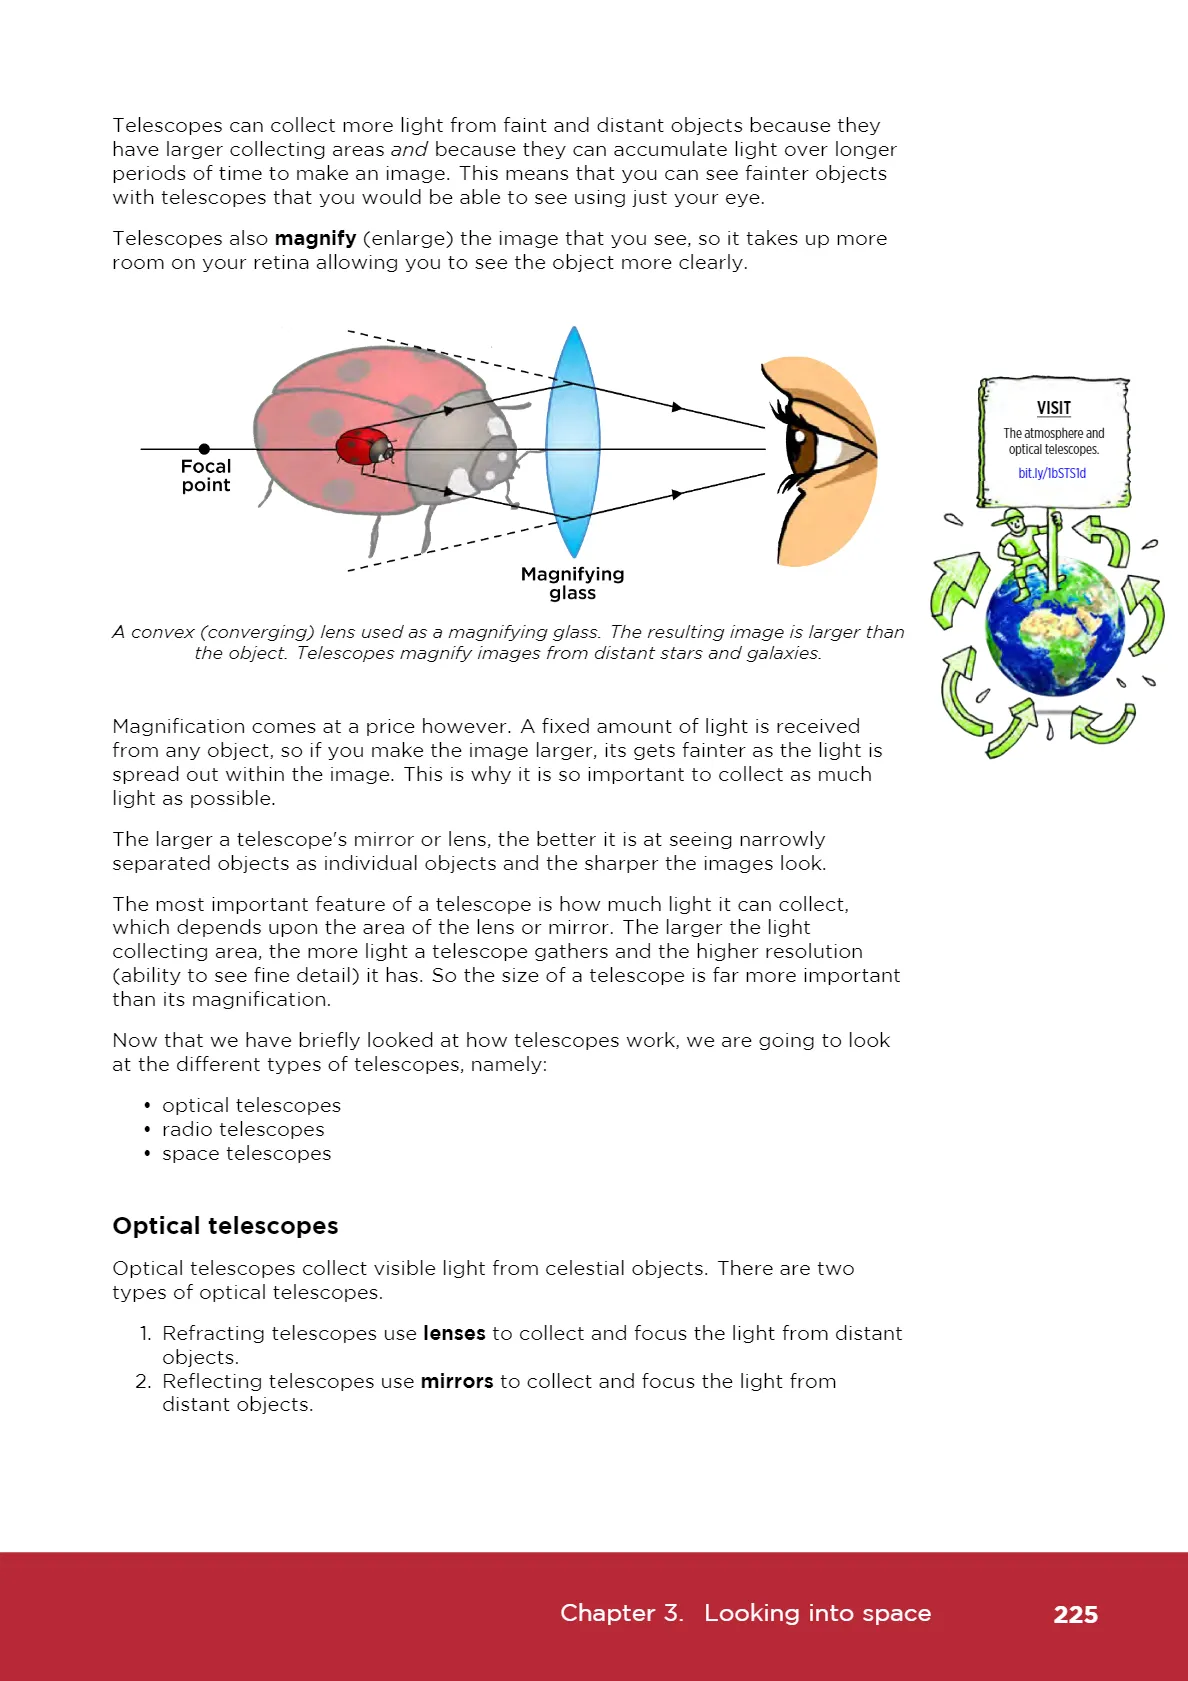 Telescopes can collect more light from faint and distant objects because they
have larger collecting areas and because they can accumulate light over longer
periods of time to make an image. This means that you can see fainter objects
with telescopes that you would be able to see using just your eye.
Telescopes also magnify (enlarge) the image that you see, so it takes up more
room on your retina allowing you to see the object more clearly.
Focal
point
Magnifying
glass
VISIT
The atmosphere and
optical telescopes.
bit.ly/1bSTS1d
A convex (converging) lens used as a magnifying glass. The resulting image is larger than
the object. Telescopes magnify images from distant stars and galaxies.
Magnification comes at a price however. A fixed amount of light is received
from any object, so if you make the image larger, its gets fainter as the light is
spread out within the image. This is why it is so important to collect as much
light as possible.
The larger a telescope's mirror or lens, the better it is at seeing narrowly
separated objects as individual objects and the sharper the images look.
The most important feature of a telescope is how much light it can collect,
which depends upon the area of the lens or mirror. The larger the light
collecting area, the more light a telescope gathers and the higher resolution
(ability to see fine detail) it has. So the size of a telescope is far more important
than its magnification.
Now that we have briefly looked at how telescopes work, we are going to look
at the different types of telescopes, namely:
• optical telescopes
• radio telescopes
• space telescopes
Optical telescopes
Optical telescopes collect visible light from celestial objects. There are two
types of optical telescopes.
1. Refracting telescopes use lenses to collect and focus the light from distant
objects.
2. Reflecting telescopes use mirrors to collect and focus the light from
distant objects.
Chapter 3. Looking into space 225